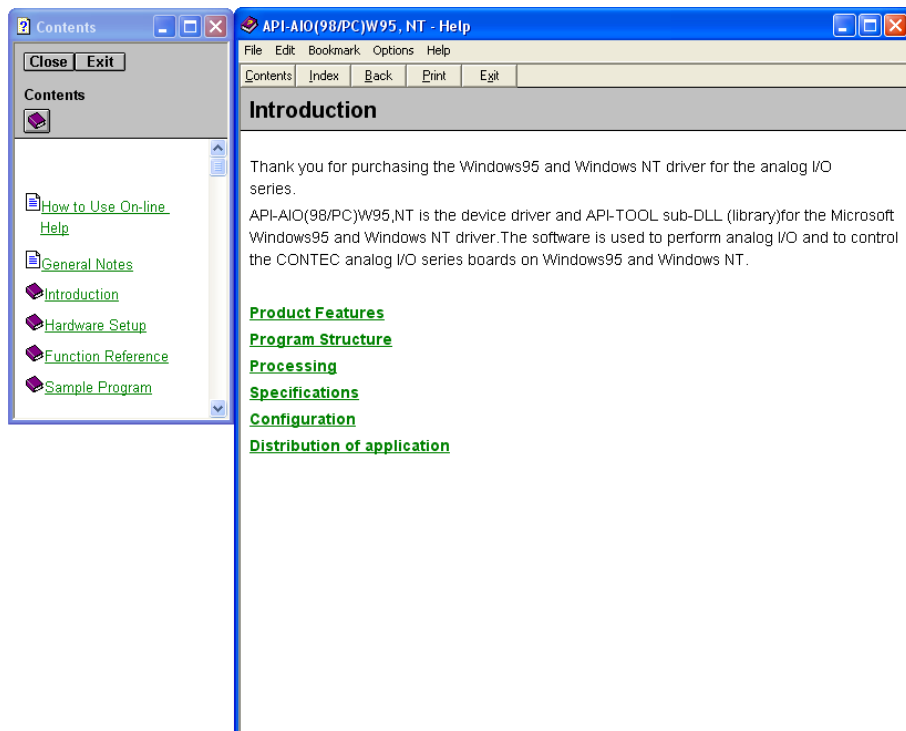 Contents
Close Exit
Contents
How to Use On-line
Help
General Notes
Introduction
Hardware Setup
Function Reference
Sample Program
API-AIO(98/PC)W95, NT - Help
File Edit Bookmark Options Help
Contents Index Back Print Exit
Introduction
Thank you for purchasing the Windows95 and Windows NT driver for the analog I/O
series.
API-AIO(98/PC)W95,NT is the device driver and API-TOOL sub-DLL (library)for the Microsoft
Windows95 and Windows NT driver.The software is used to perform analog I/O and to control
the CONTEC analog I/O series boards on Windows95 and Windows NT.
Product Features
Program Structure
Processing
Specifications
Configuration
Distribution of application